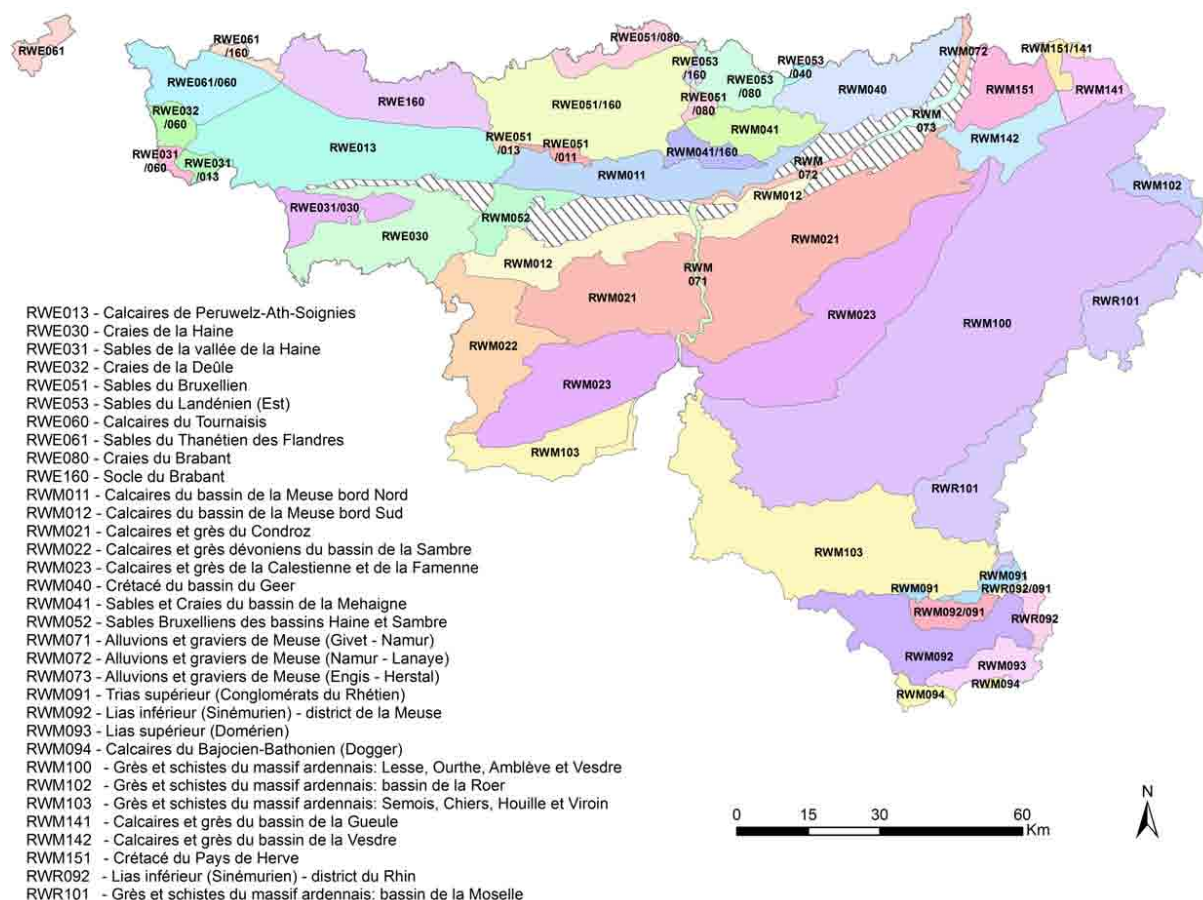 RWE061
RWE061
/160
RWE051/080
RWE053
/160
RWE053
/040
RWM072
RWM151/141
RWE061/060
RWE160
RWE051/160
RWE053
/080
RWM040
RWM151
RWM141
RWE032
/060
RWE051
/080
RWM
073
RWE013
RWE051
/013
RWE051
/011
RWM041
RWM142
RWE031
/060
RWE031
/013
RWM041/160
RWM011
RWM
072
RWM102
RWE031/030
RWM052
RWM012
RWE030
RWM021
RWM012
RWM
071
RWM021
RWM023
RWR101
RWM100
RWM022
RWM023
RWM103
RWR101
RWM103
RWM091
RWM091
RWR092/091
RWM092/091
RWR092
RWM092
RWM093
RWM094
RWM094
RWE013 - Calcaires de Peruwelz-Ath-Soignies
RWE030 - Craies de la Haine
RWE031 - Sables de la vallée de la Haine
RWE032 - Craies de la Deûle
RWE051 - Sables du Bruxellien
RWE053 - Sables du Landénien (Est)
RWE060 - Calcaires du Tournaisis
RWE061 - Sables du Thanétien des Flandres
RWE080 - Craies du Brabant
RWE160 - Socle du Brabant
RWM011 - Calcaires du bassin de la Meuse bord Nord
RWM012 - Calcaires du bassin de la Meuse bord Sud
RWM021 - Calcaires et grès du Condroz
RWM022 - Calcaires et grès dévoniens du bassin de la Sambre
RWM023 - Calcaires et grès de la Calestienne et de la Famenne
RWM040 - Crétacé du bassin du Geer
RWM041 - Sables et Craies du bassin de la Mehaigne
RWM052 - Sables Bruxelliens des bassins Haine et Sambre
RWM071 - Alluvions et graviers de Meuse (Givet - Namur)
RWM072 - Alluvions et graviers de Meuse (Namur - Lanaye)
RWM073 - Alluvions et graviers de Meuse (Engis - Herstal)
RWM091 - Trias supérieur (Conglomérats du Rhétien)
RWM092 - Lias inférieur (Sinémurien) - district de la Meuse
RWM093 - Lias supérieur (Domérien)
RWM094 - Calcaires du Bajocien-Bathonien (Dogger)
RWM100 - Grès et schistes du massif ardennais: Lesse, Ourthe, Amblève et Vesdre
RWM102 - Grès et schistes du massif ardennais: bassin de la Roer
RWM103 - Grès et schistes du massif ardennais: Semois, Chiers, Houille et Viroin
RWM141 - Calcaires et grès du bassin de la Gueule
RWM142 - Calcaires et grès du bassin de la Vesdre
RWM151 - Crétacé du Pays de Herve
RWR092 - Lias inférieur (Sinémurien) - district du Rhin
RWR101 - Grès et schistes du massif ardennais: bassin de la Moselle
N
0 15 30 60
Km